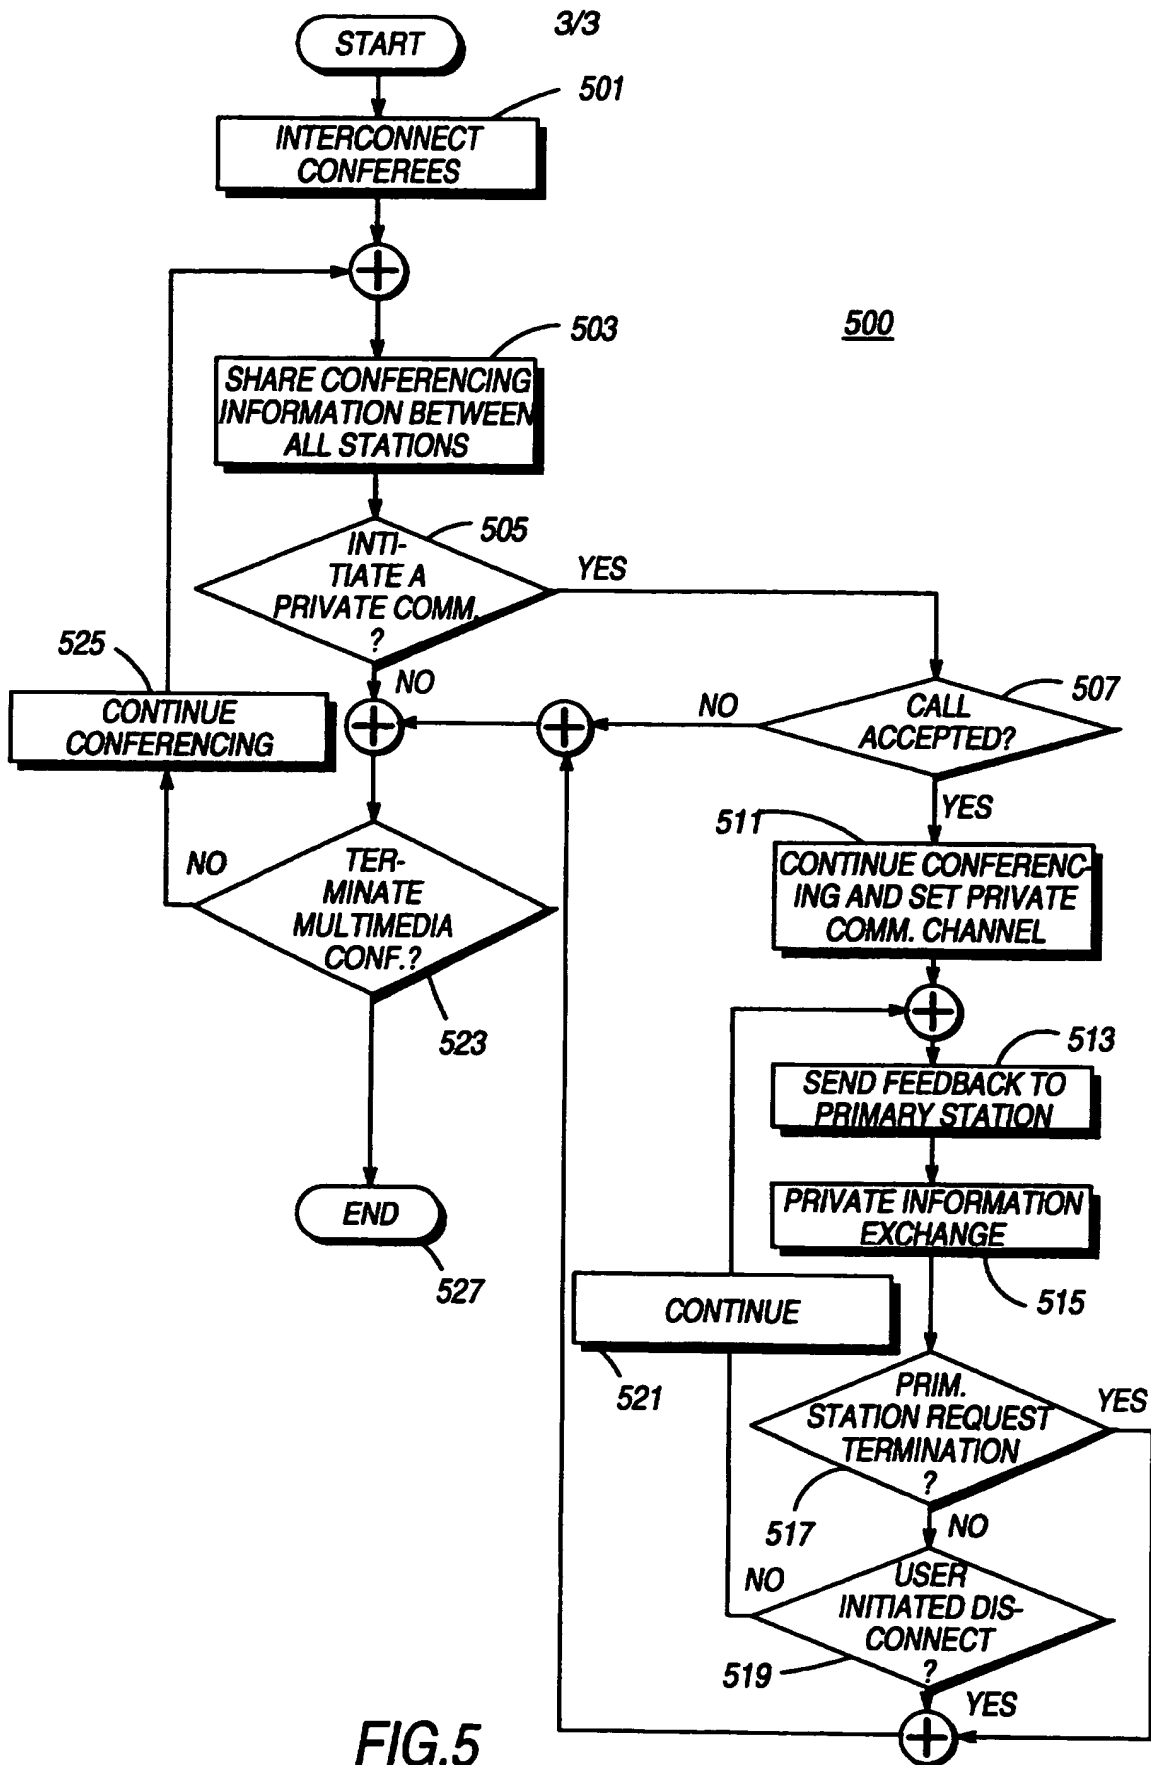 3/3
START
501
INTERCONNECT
CONFEREES
503
500
SHARE CONFERENCING
INFORMATION BETWEEN
ALL STATIONS
505
INTI-
TIATE A
PRIVATE COMM.
?
YES
NO
525
CONTINUE
CONFERENCING
507
CALL
ACCEPTED?
NO
YES
511
CONTINUE CONFERENC-
ING AND SET PRIVATE
COMM. CHANNEL
TER-
MINATE
MULTIMEDIA
CONF.?
NO
523
513
SEND FEEDBACK TO
PRIMARY STATION
PRIVATE INFORMATION
EXCHANGE
515
END
527
CONTINUE
521
PRIM.
STATION REQUEST
TERMINATION
?
YES
517
NO
USER
INITIATED DIS-
CONNECT
?
NO
519
YES
FIG.5